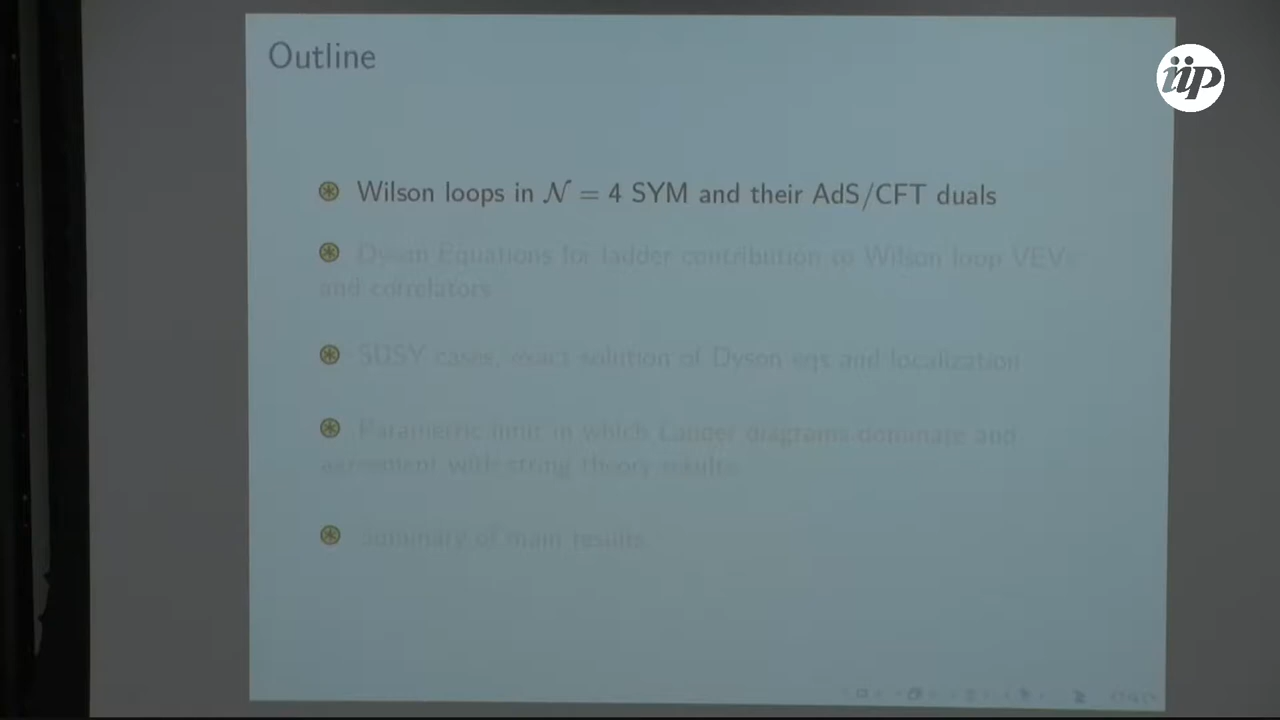 Outline
iip
Wilson loops in 𝒩 = 4 SYM and their AdS/CFT duals
Dyson Equations for ladder contribution to Wilson loop VEVs
and correlators
SUSY cases, exact solution of Dyson eqs and localization
Parametric limit in which Ladder diagrams dominate and
agreement with string theory results
Summary of main results